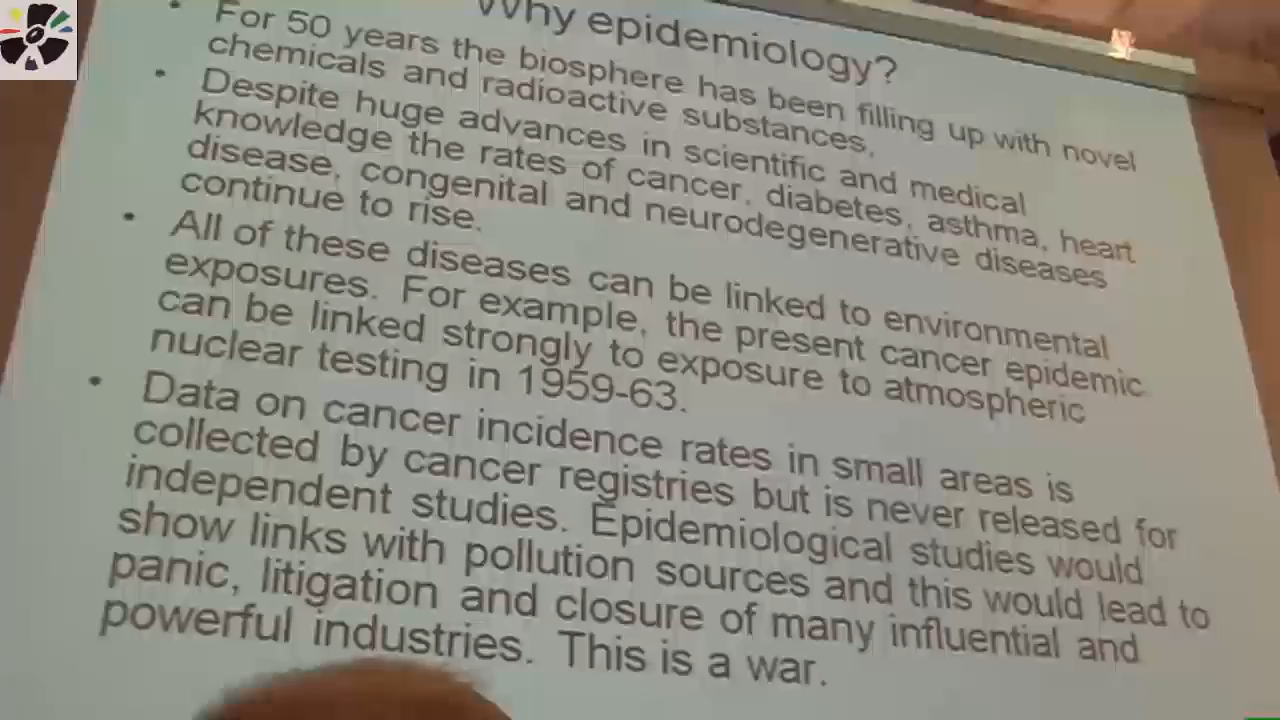 Why epidemiology?
• For 50 years the biosphere has been filling up with novel
chemicals and radioactive substances.
• Despite huge advances in scientific and medical
knowledge the rates of cancer, diabetes, asthma, heart
disease, congenital and neurodegenerative diseases
continue to rise.
• All of these diseases can be linked to environmental
exposures. For example, the present cancer epidemic
can be linked strongly to exposure to atmospheric
nuclear testing in 1959-63.
• Data on cancer incidence rates in small areas is
collected by cancer registries but is never released for
independent studies. Epidemiological studies would
show links with pollution sources and this would lead to
panic, litigation and closure of many influential and
powerful industries. This is a war.